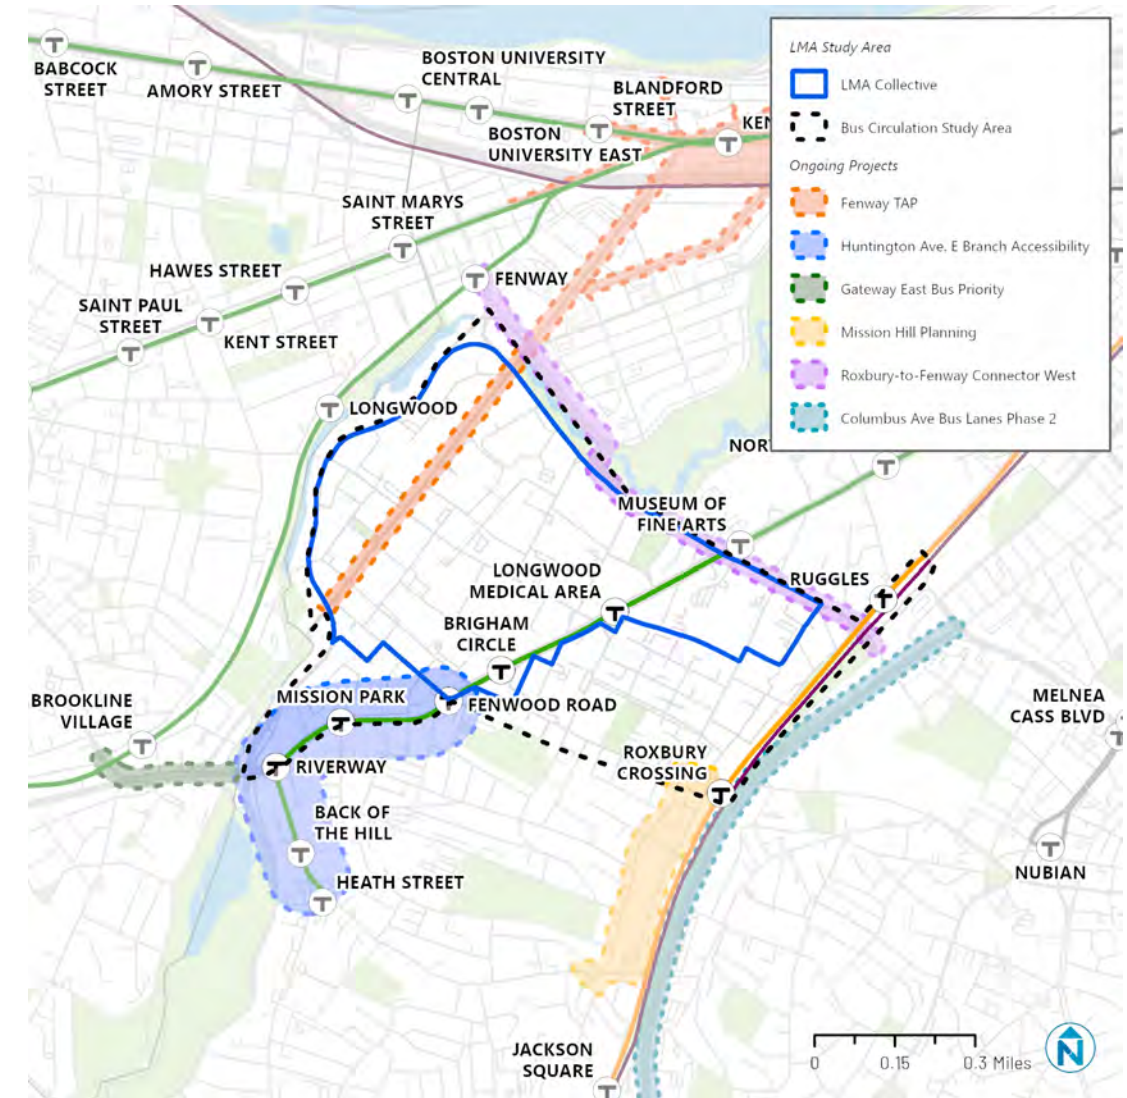 BABCOCK
STREET
AMORY STREET
BOSTON UNIVERSITY
CENTRAL
BLANDFORD
STREET
BOSTON
UNIVERSITY EAST
SAINT MARYS
STREET
HAWES STREET
FENWAY
SAINT PAUL
STREET
KENT STREET
LONGWOOD
MUSEUM OF
FINE ARTS
LONGWOOD
MEDICAL AREA
RUGGLES
BRIGHAM
CIRCLE
MISSION PARK
FENWOOD ROAD
BROOKLINE
VILLAGE
MELNEA
CASS BLVD
ROXBURY
CROSSING
RIVERWAY
BACK OF
THE HILL
HEATH STREET
NUBIAN
JACKSON
SQUARE
LMA Study Area
LMA Collective
Bus Circulation Study Area
Ongoing Projects
Fenway TAP
Huntington Ave. E Branch Accessibility
Gateway East Bus Priority
Mission Hill Planning
Roxbury-to-Fenway Connector West
Columbus Ave Bus Lanes Phase 2
KEN
NOR
0 0.15 0.3 Miles
N